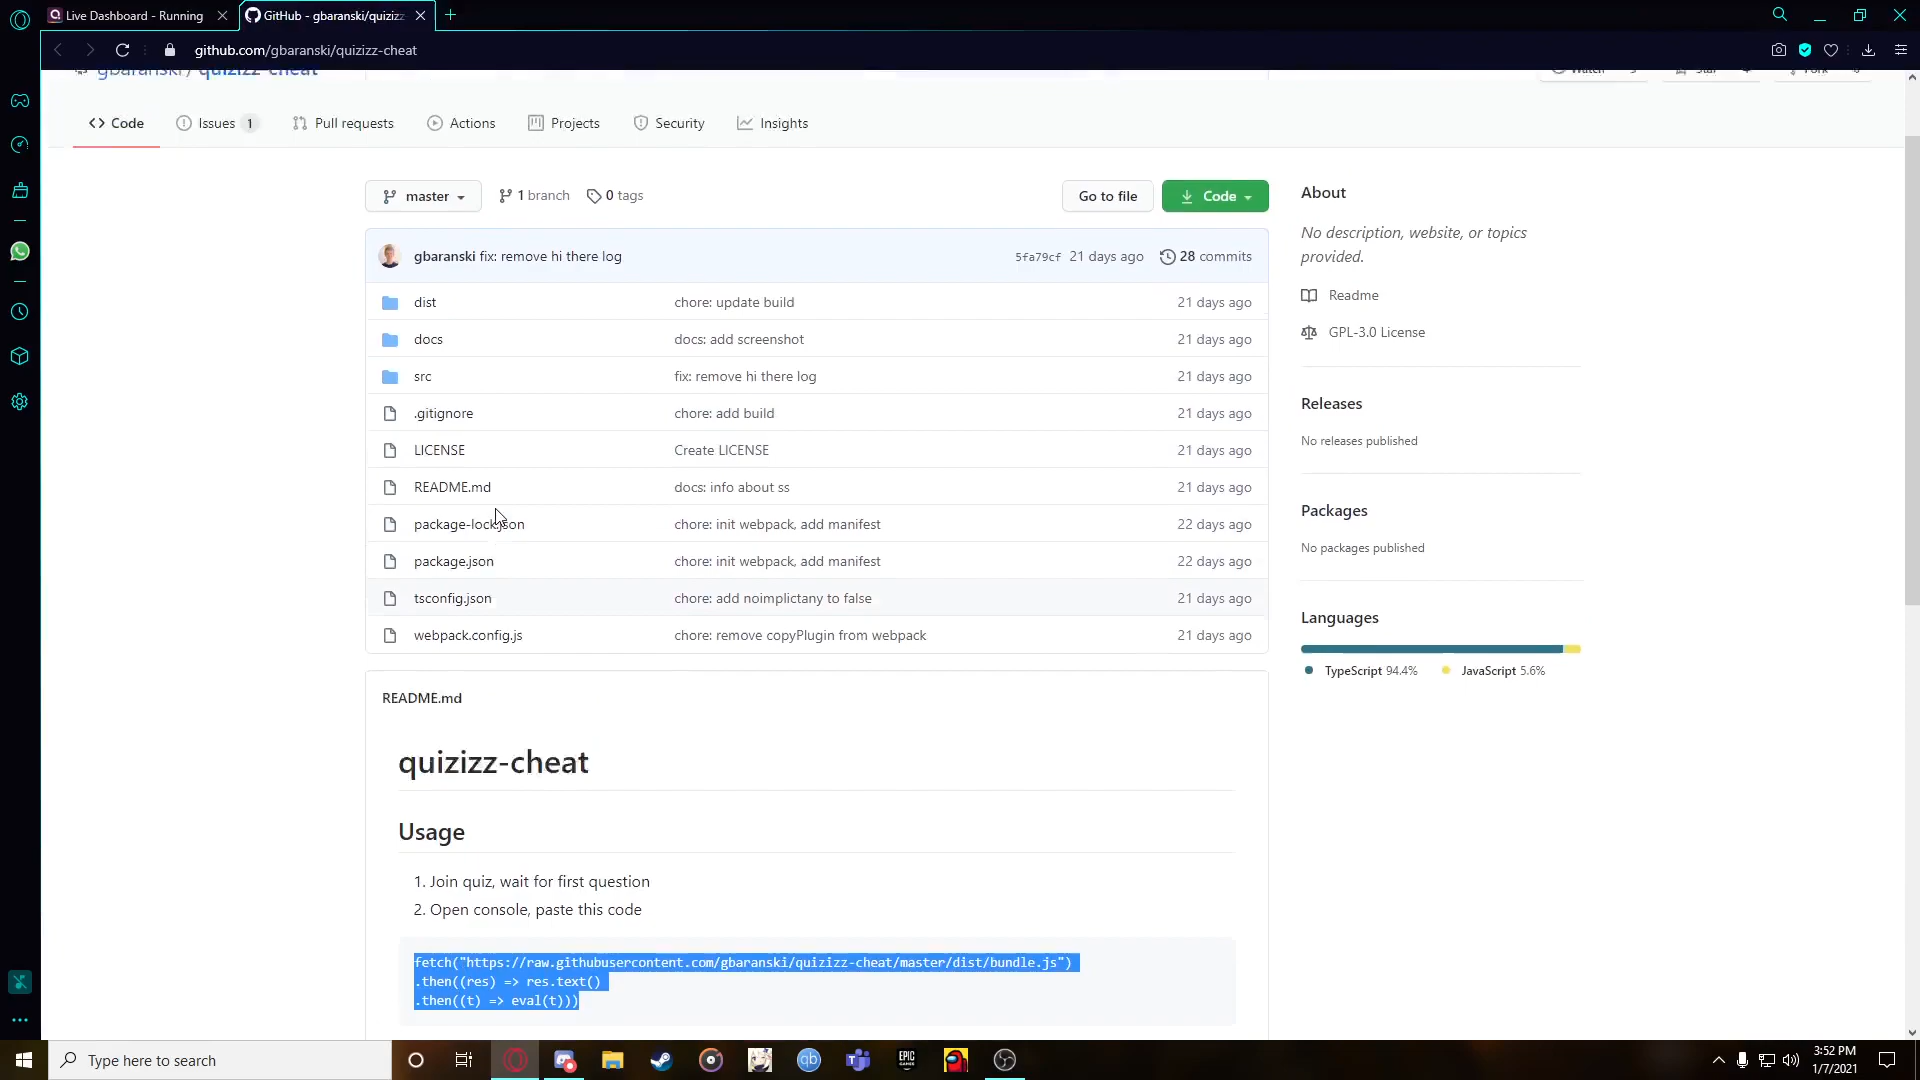 Live Dashboard - Running
GitHub - gbaranski/quizizz-
github.com/gbaranski/quizizz-cheat
gbaranski / quizizz-cheat
Watch
Star
Fork
Code
Issues 1
Pull requests
Actions
Projects
Security
Insights
master
1 branch
0 tags
Go to file
Code
gbaranski fix: remove hi there log
5fa79cf 21 days ago
28 commits
dist chore: update build 21 days ago
docs docs: add screenshot 21 days ago
src fix: remove hi there log 21 days ago
.gitignore chore: add build 21 days ago
LICENSE Create LICENSE 21 days ago
README.md docs: info about ss 21 days ago
package-lock.json chore: init webpack, add manifest 22 days ago
package.json chore: init webpack, add manifest 22 days ago
tsconfig.json chore: add noimplictany to false 21 days ago
webpack.config.js chore: remove copyPlugin from webpack 21 days ago
README.md
quizizz-cheat
Usage
1. Join quiz, wait for first question
2. Open console, paste this code
fetch("https://raw.githubusercontent.com/gbaranski/quizizz-cheat/master/dist/bundle.js")
.then((res) => res.text()
.then((t) => eval(t)))
About
No description, website, or topics
provided.
Readme
GPL-3.0 License
Releases
No releases published
Packages
No packages published
Languages
TypeScript 94.4%
JavaScript 5.6%
Type here to search
qb
EPIC
GAMES
3:52 PM
1/7/2021